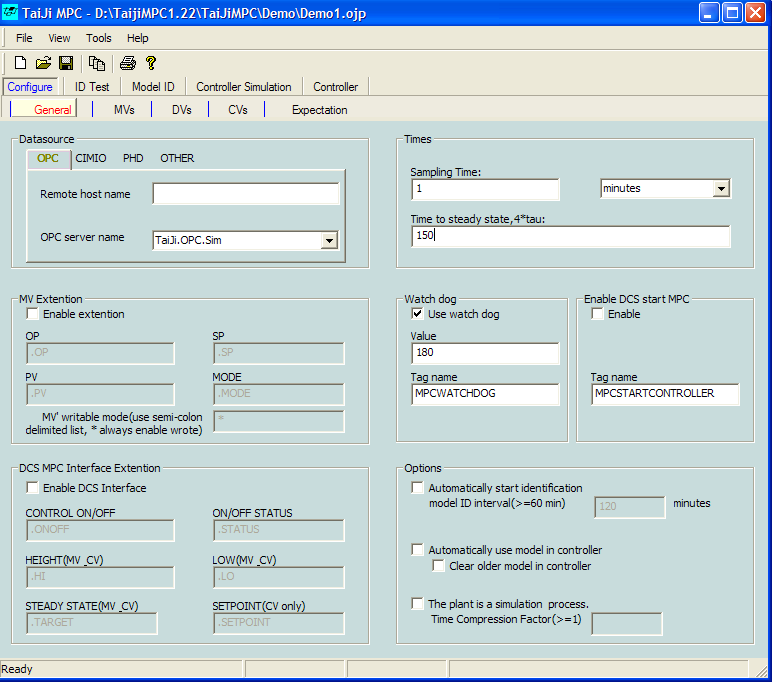 TaiJi MPC - D:\TaijiMPC1.22\TaiJiMPC\Demo\Demo1.ojp
File View Tools Help
Configure ID Test Model ID Controller Simulation Controller
General MVs DVs CVs Expectation
Datasource
OPC CIMIO PHD OTHER
Remote host name
OPC server name TaiJi.OPC.Sim
Times
Sampling Time:
1 minutes
Time to steady state,4*tau:
150
MV Extention
Enable extention
OP SP
.OP .SP
PV MODE
.PV .MODE
MV' writable mode(use semi-colon
delimited list, * always enable wrote) *
Watch dog
Use watch dog
Value
180
Tag name
MPCWATCHDOG
Enable DCS start MPC
Enable
Tag name
MPCSTARTCONTROLLER
DCS MPC Interface Extention
Enable DCS Interface
CONTROL ON/OFF ON/OFF STATUS
.ONOFF .STATUS
HEIGHT(MV_CV) LOW(MV_CV)
.HI .LO
STEADY STATE(MV_CV) SETPOINT(CV only)
.TARGET .SETPOINT
Options
Automatically start identification
model ID interval(>=60 min) 120 minutes
Automatically use model in controller
Clear older model in controller
The plant is a simulation process.
Time Compression Factor(>=1)
Ready